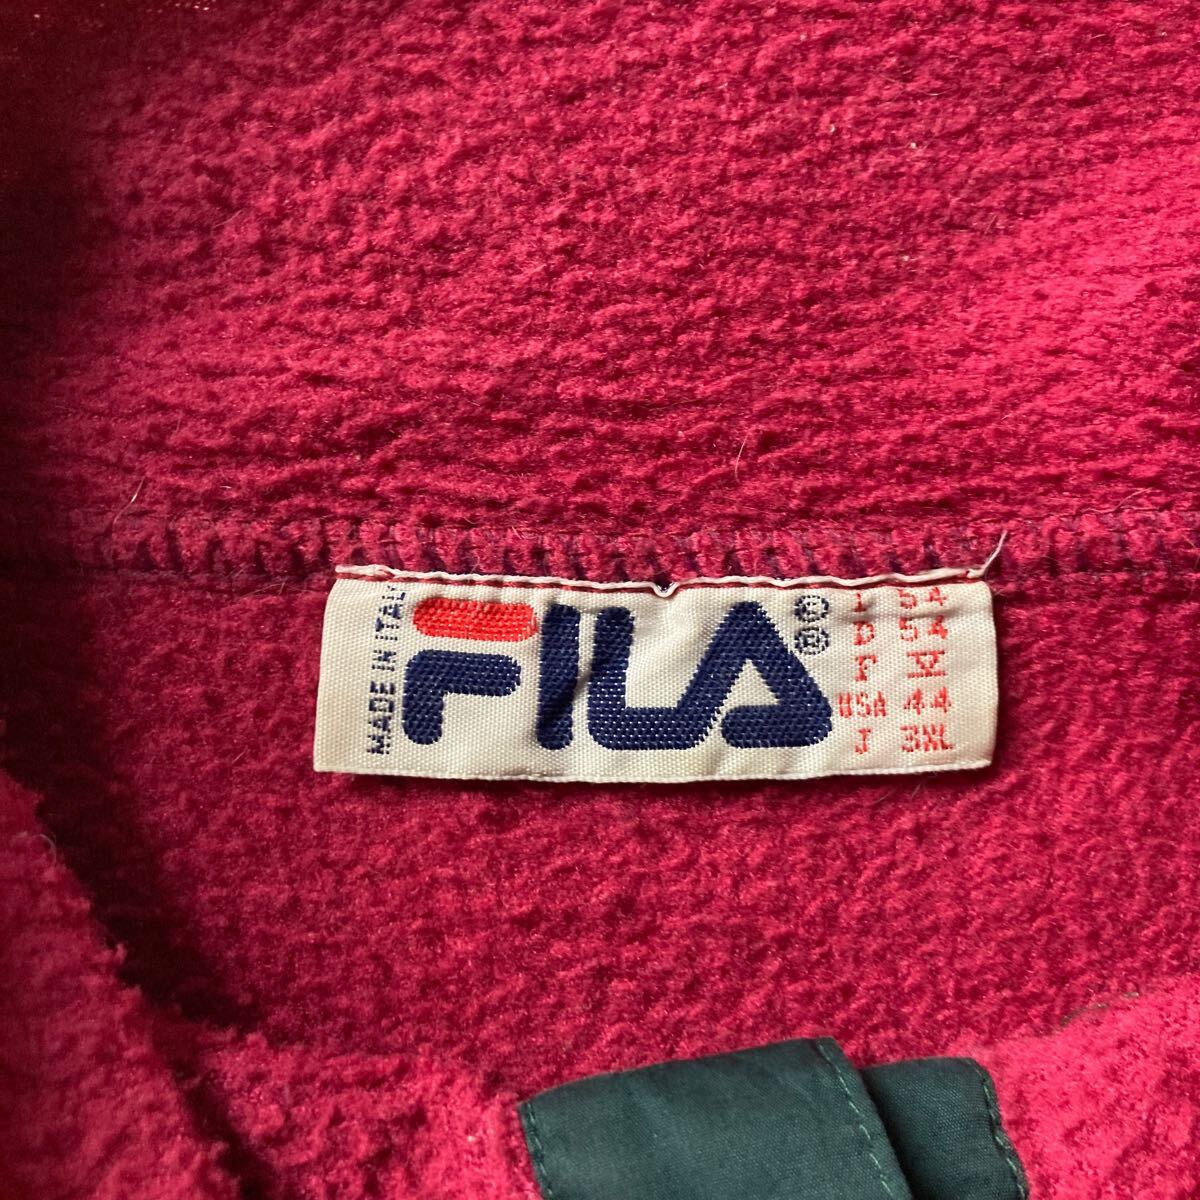 MADE IN ITALY
FILA ® ®
I 54
D 54
F V
USA 44
J 3XL